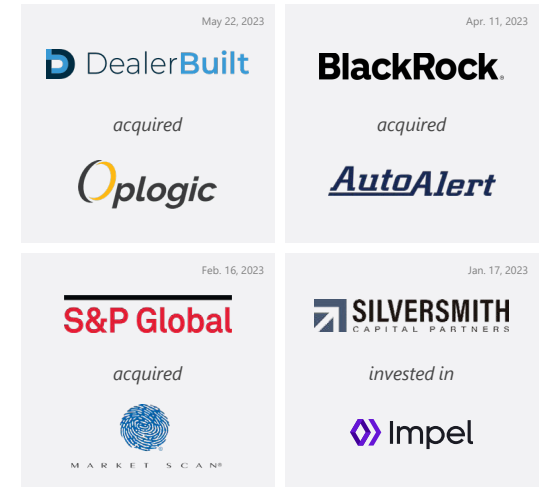 May 22, 2023
DealerBuilt
acquired
Oplogic
Apr. 11, 2023
BlackRock®
acquired
AutoAlert
Feb. 16, 2023
S&P Global
acquired
MARKET SCAN®
Jan. 17, 2023
SILVERSMITH
CAPITAL PARTNERS
invested in
Impel